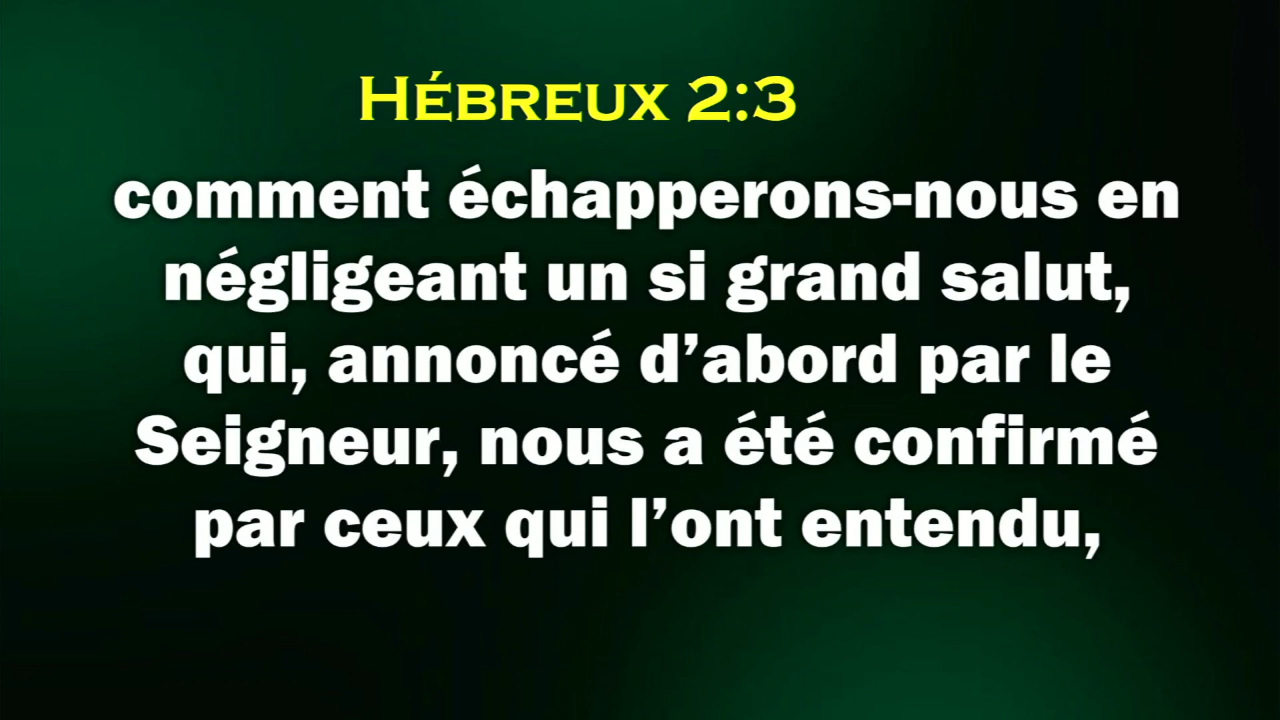 Hébreux 2:3
comment échapperons-nous en
négligeant un si grand salut,
qui, annoncé d’abord par le
Seigneur, nous a été confirmé
par ceux qui l’ont entendu,